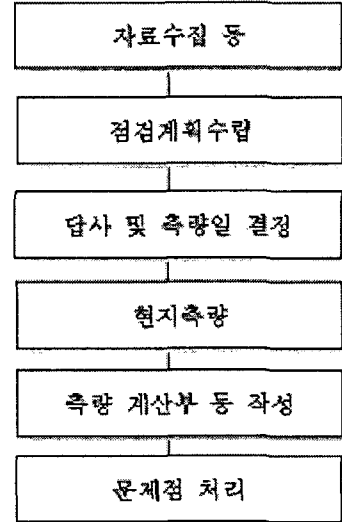 자료수집 등
점검계획수립
답사 및 측량일 결정
현지측량
측량 계산부 등 작성
문제점 처리